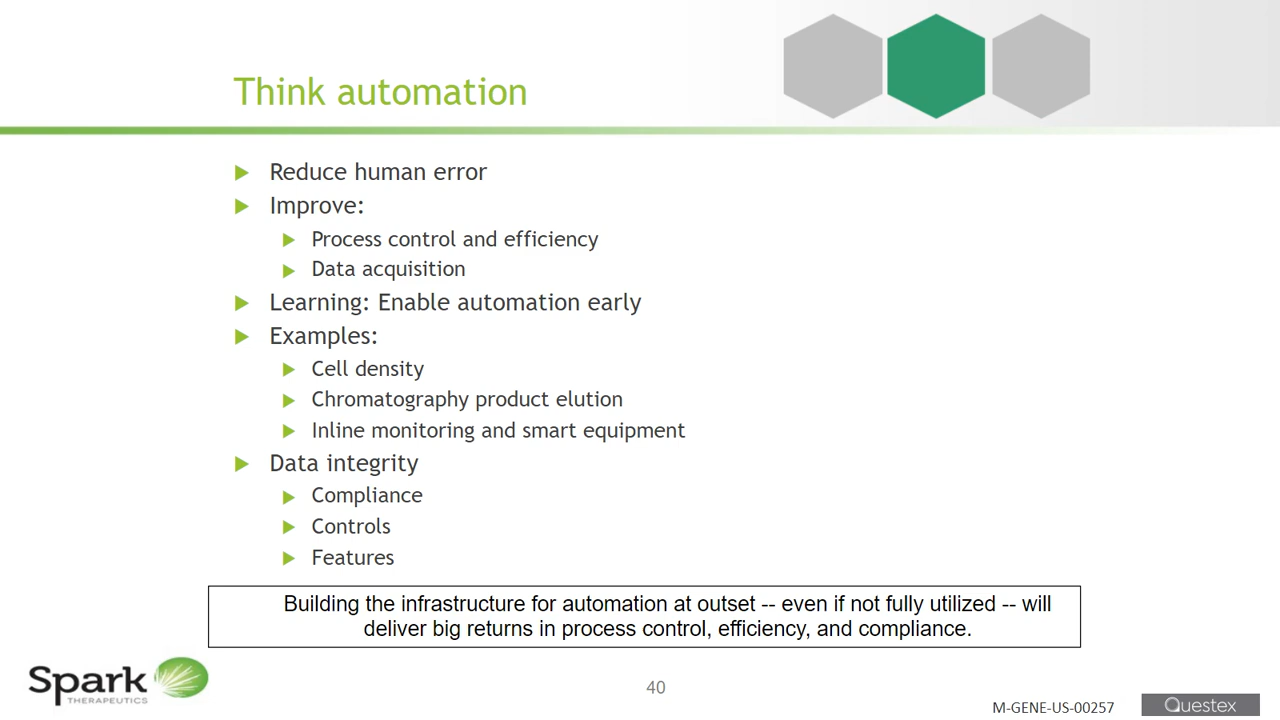 Think automation
Reduce human error
Improve:
Process control and efficiency
Data acquisition
Learning: Enable automation early
Examples:
Cell density
Chromatography product elution
Inline monitoring and smart equipment
Data integrity
Compliance
Controls
Features
Building the infrastructure for automation at outset -- even if not fully utilized -- will
deliver big returns in process control, efficiency, and compliance.
Spark
THERAPEUTICS
40
M-GENE-US-00257
Questex